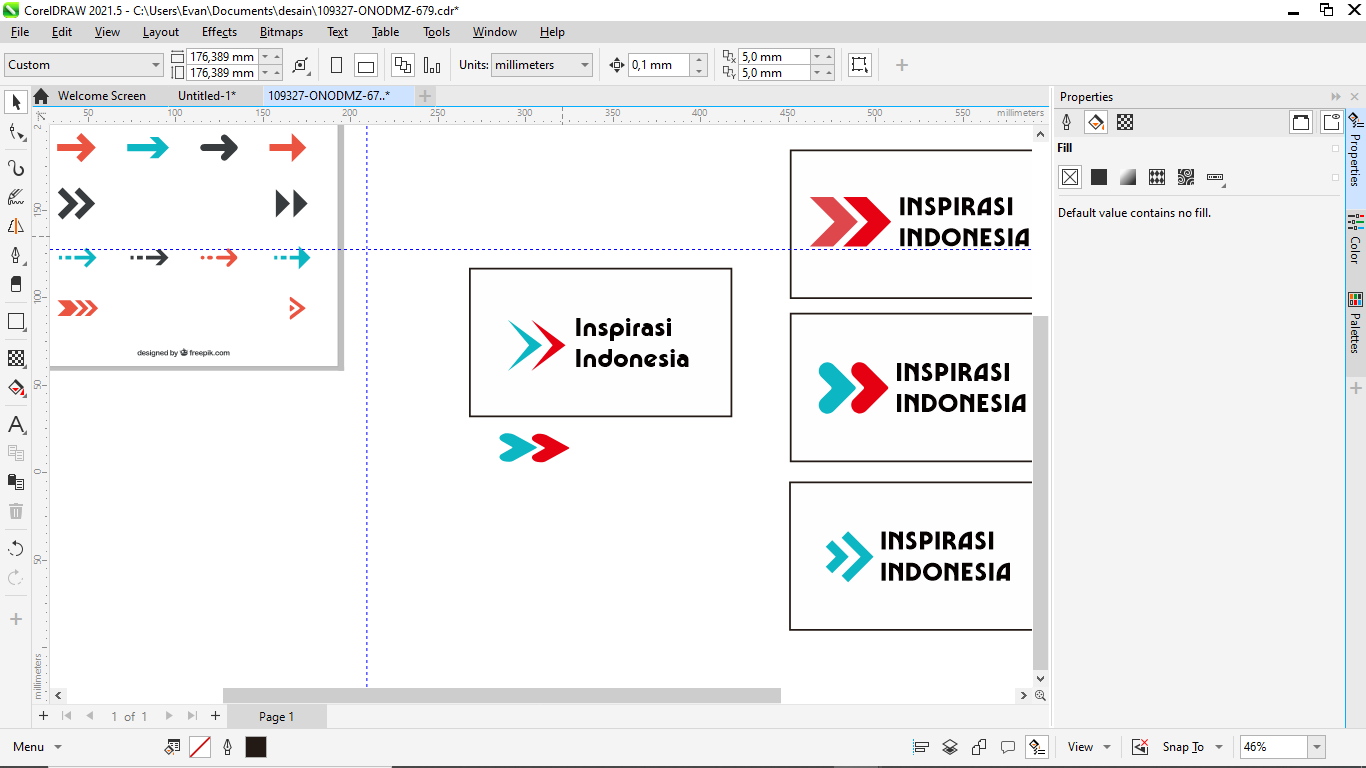 CorelDRAW 2021.5 - C:\Users\Evan\Documents\desain\109327-ONODMZ-679.cdr*
File Edit View Layout Effects Bitmaps Text Table Tools Window Help
Custom 176,389 mm 176,389 mm Units: millimeters 0,1 mm 5,0 mm 5,0 mm
Welcome Screen Untitled-1* 109327-ONODMZ-67..*
50 100 150 200 250 300 350 400 450 500 550 millimeters
2
150
100
50
0
50
millimeters
designed by freepik.com
Inspirasi
Indonesia
INSPIRASI
INDONESIA
INSPIRASI
INDONESIA
INSPIRASI
INDONESIA
Properties
Fill
Default value contains no fill.
Properties
Color
Palettes
1 of 1 Page 1
Menu View Snap To 46%